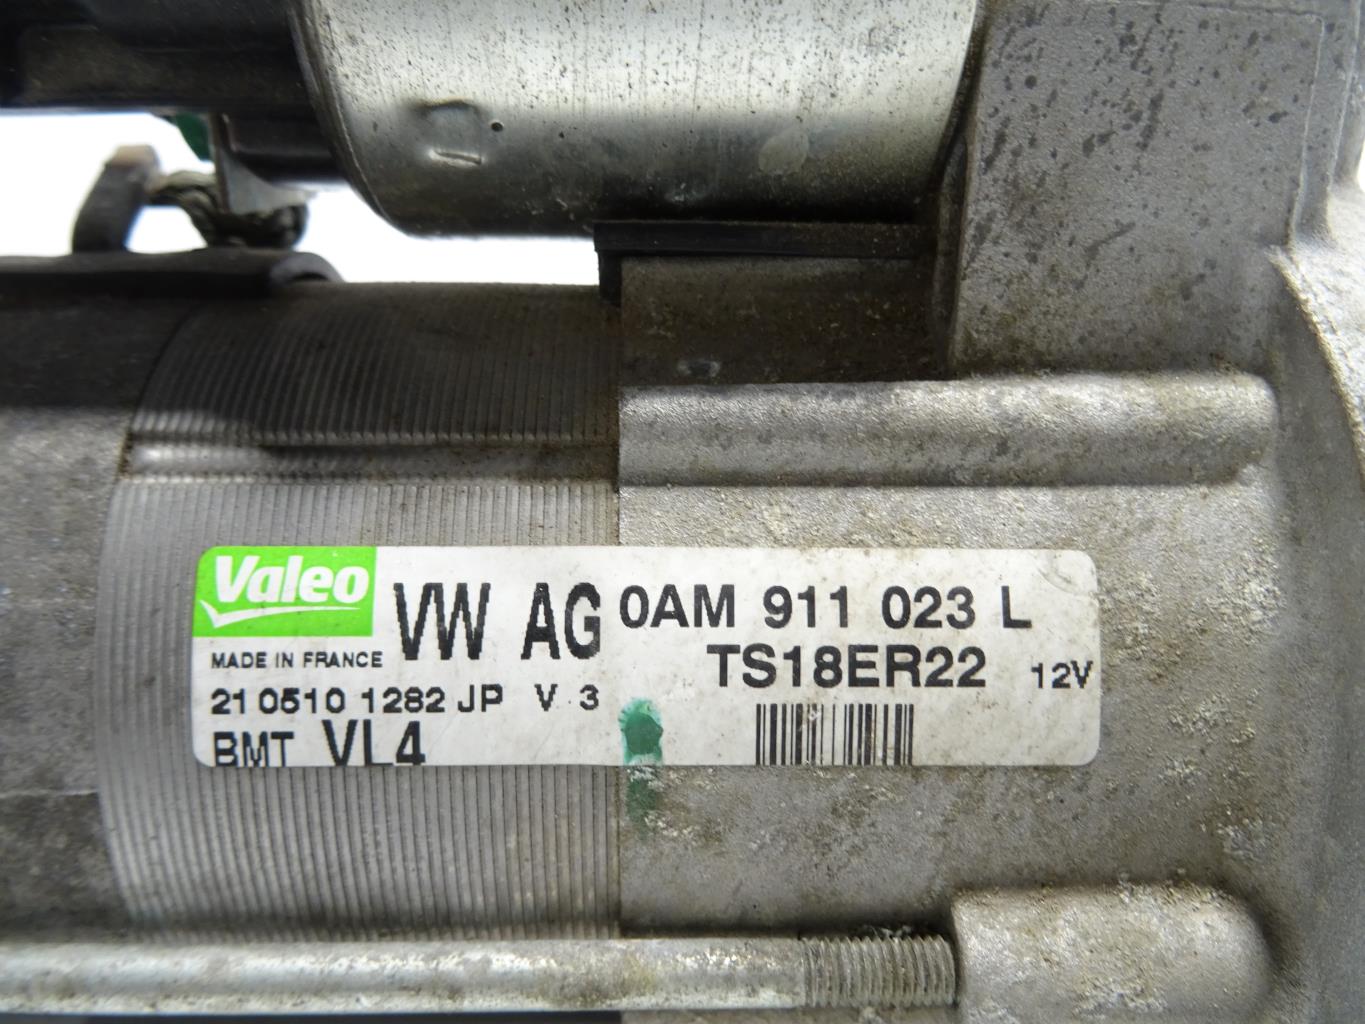 Valeo
VW AG 0AM 911 023 L
MADE IN FRANCE
TS18ER22 12V
21 0510 1282 JP V 3
BMT VL4